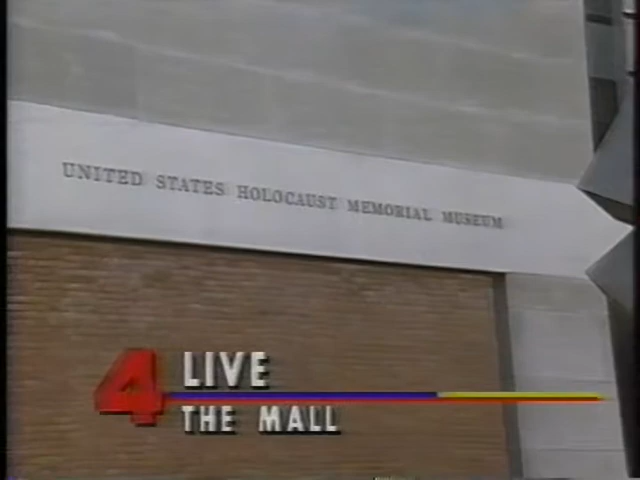 UNITED STATES HOLOCAUST MEMORIAL MUSEUM
4 LIVE
THE MALL